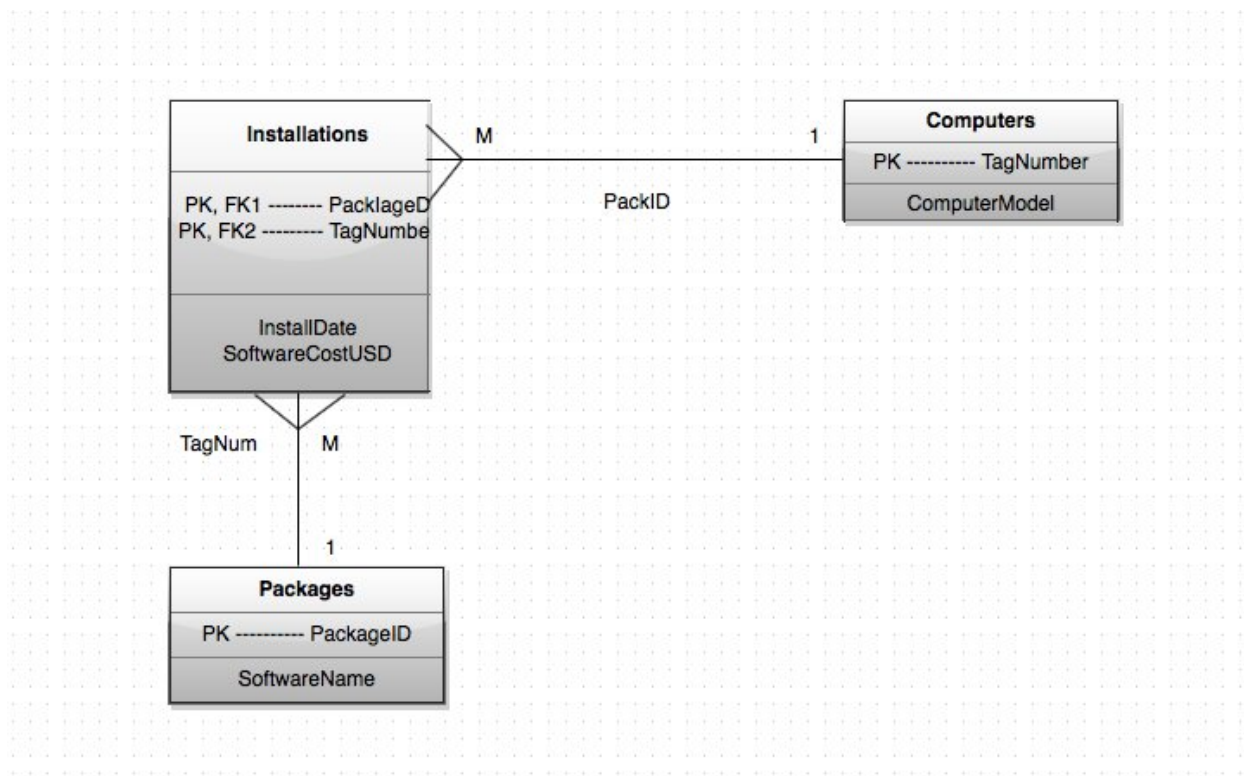 Installations
PK, FK1 -------- PacklageD
PK, FK2 --------- TagNumbe
InstallDate
SoftwareCostUSD
M
1
PackID
Computers
PK ---------- TagNumber
ComputerModel
TagNum
M
1
Packages
PK ---------- PackageID
SoftwareName